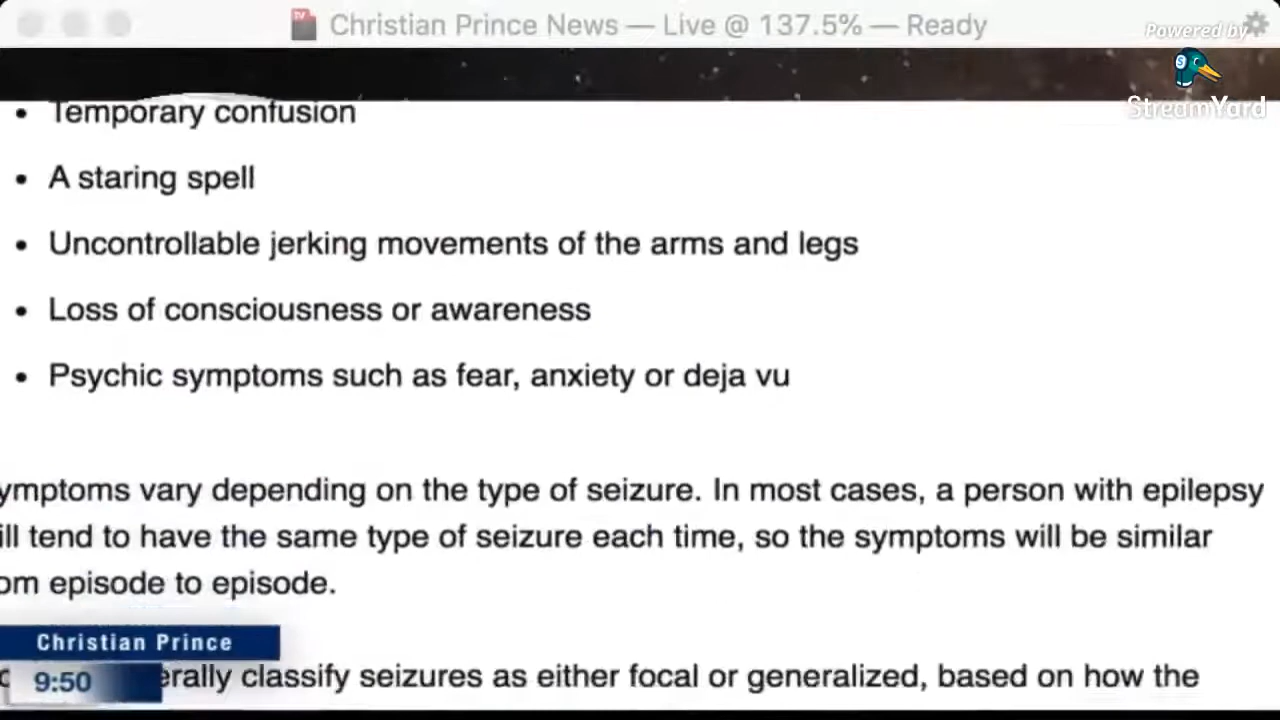 Christian Prince News — Live @ 137.5% — Ready
Powered by
StreamYard
• Temporary confusion
• A staring spell
• Uncontrollable jerking movements of the arms and legs
• Loss of consciousness or awareness
• Psychic symptoms such as fear, anxiety or deja vu
ymptoms vary depending on the type of seizure. In most cases, a person with epilepsy
ill tend to have the same type of seizure each time, so the symptoms will be similar
om episode to episode.
Christian Prince
9:50
erally classify seizures as either focal or generalized, based on how the